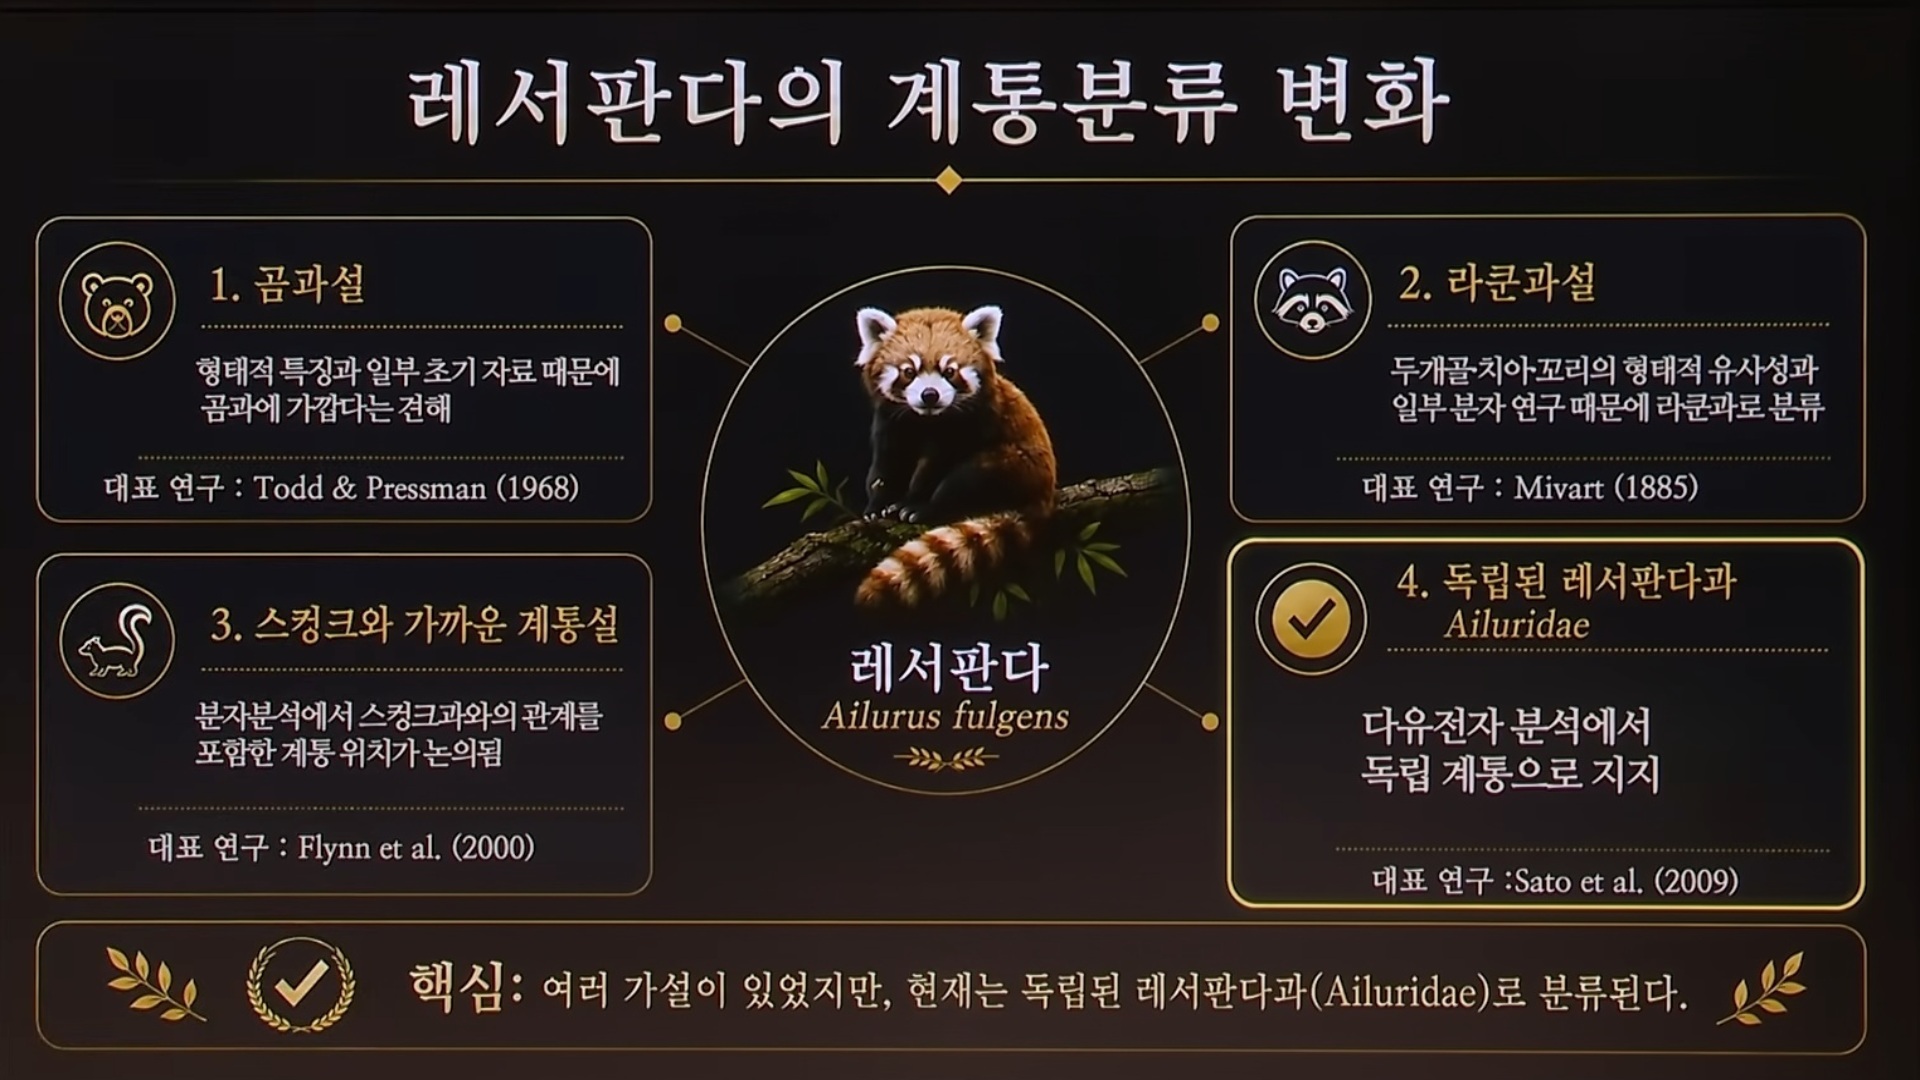 레서판다의 계통분류 변화
1. 곰과설
형태적 특징과 일부 초기 자료 때문에
곰과에 가깝다는 견해
대표 연구 : Todd & Pressman (1968)
2. 라쿤과설
두개골·치아·꼬리의 형태적 유사성과
일부 분자 연구 때문에 라쿤과로 분류
대표 연구 : Mivart (1885)
레서판다
Ailurus fulgens
3. 스컹크와 가까운 계통설
분자분석에서 스컹크과와의 관계를
포함한 계통 위치가 논의됨
대표 연구 : Flynn et al. (2000)
4. 독립된 레서판다과
Ailuridae
다유전자 분석에서
독립 계통으로 지지
대표 연구 :Sato et al. (2009)
핵심: 여러 가설이 있었지만, 현재는 독립된 레서판다과(Ailuridae)로 분류된다.